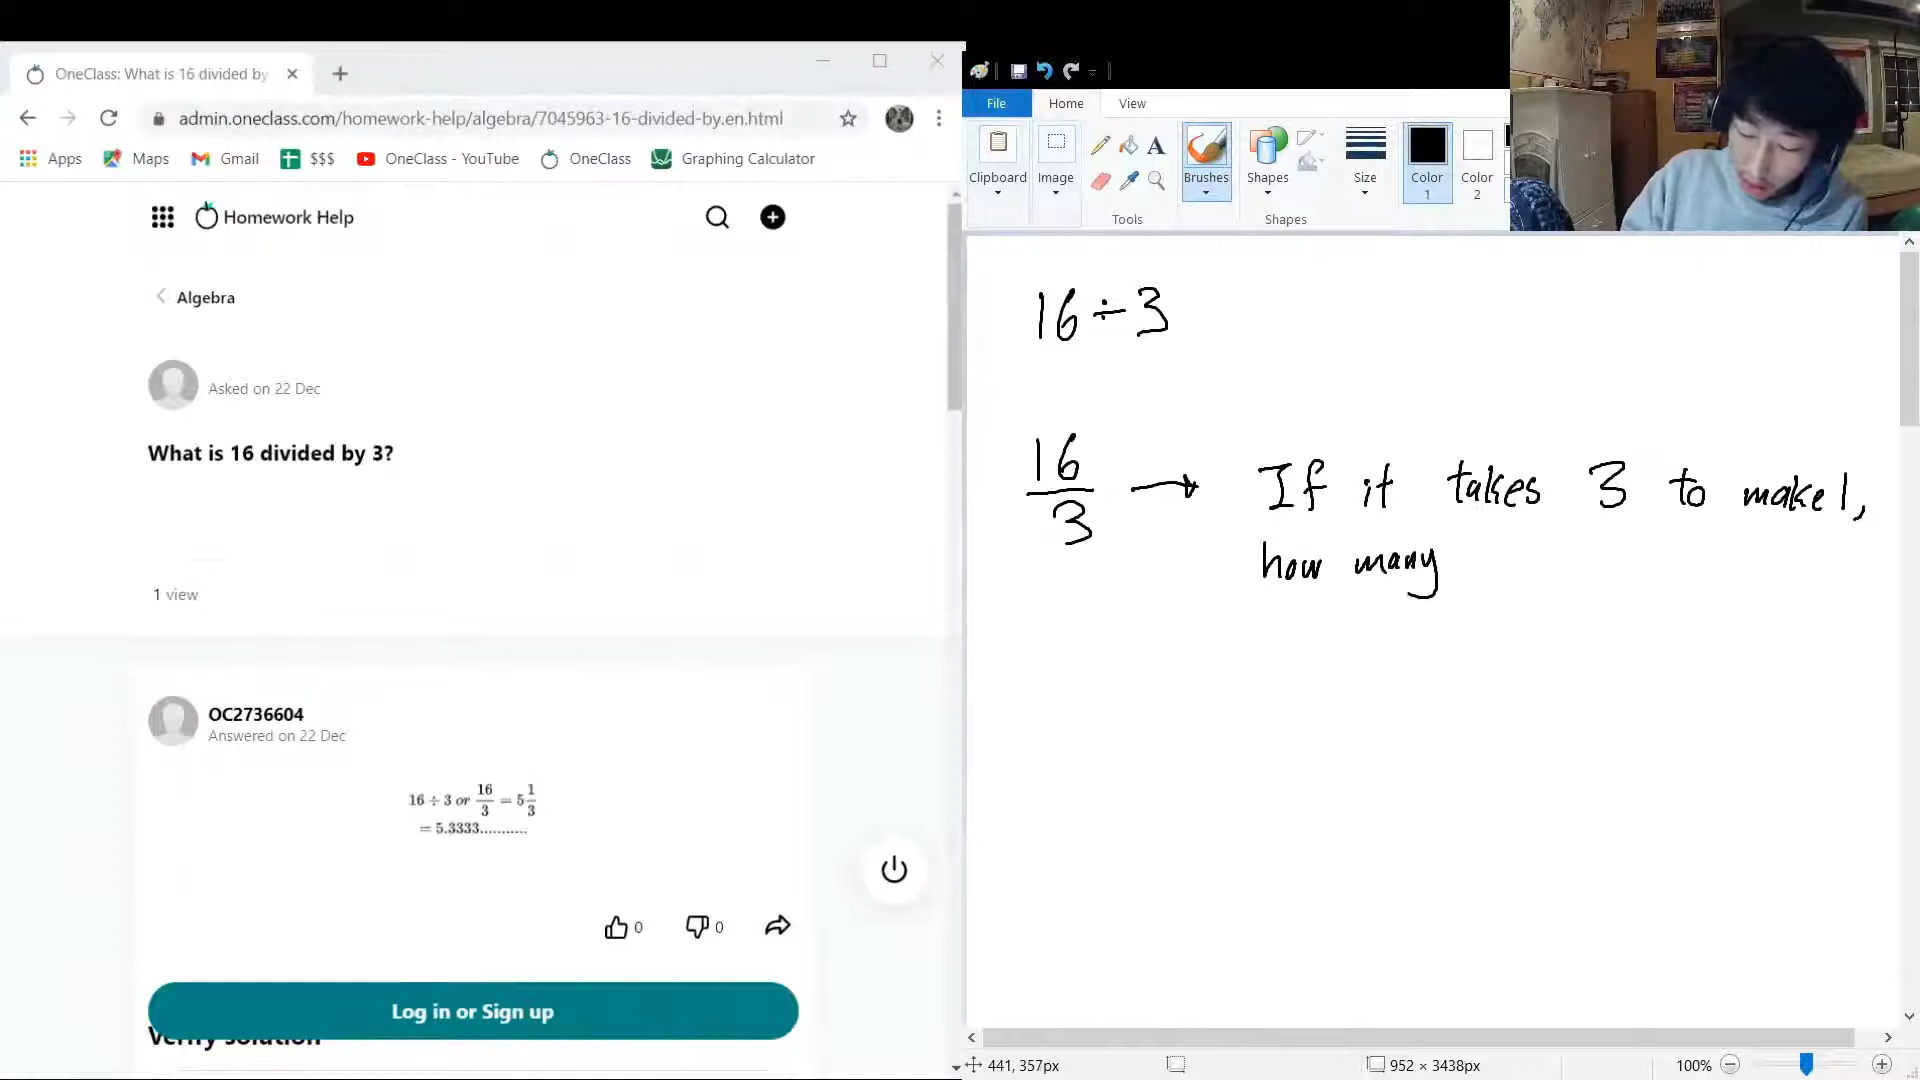 OneClass: What is 16 divided by
admin.oneclass.com/homework-help/algebra/7045963-16-divided-by.en.html
Apps Maps Gmail $$$ OneClass - YouTube OneClass Graphing Calculator
Homework Help
Algebra
Asked on 22 Dec
What is 16 divided by 3?
1 view
OC2736604
Answered on 22 Dec
16 ÷ 3 or 16/3 = 5 1/3
= 5.3333...........
0 0
Log in or Sign up
Verify solution
File Home View
Clipboard Image Tools Brushes Shapes Size Color 1 Color 2
Shapes
16 ÷ 3
16/3 → If it takes 3 to make 1,
how many
441, 357px 952 × 3438px 100%